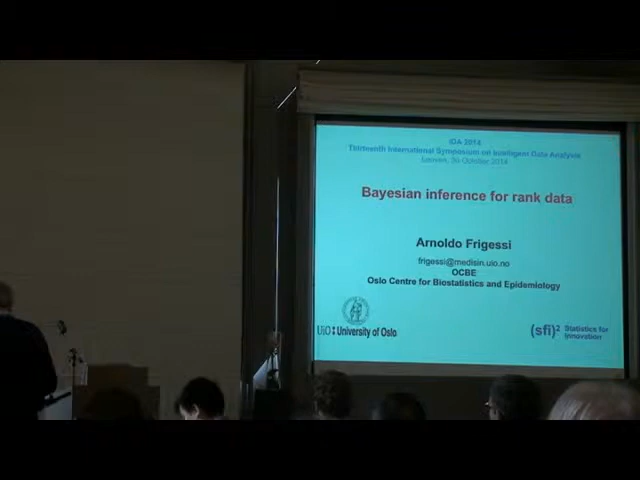 IDA 2014
Thirteenth International Symposium on Intelligent Data Analysis
Leuven, 30 October 2014
Bayesian inference for rank data
Arnoldo Frigessi
frigessi@medisin.uio.no
OCBE
Oslo Centre for Biostatistics and Epidemiology
UiO: University of Oslo
(sfi)² Statistics for
Innovation